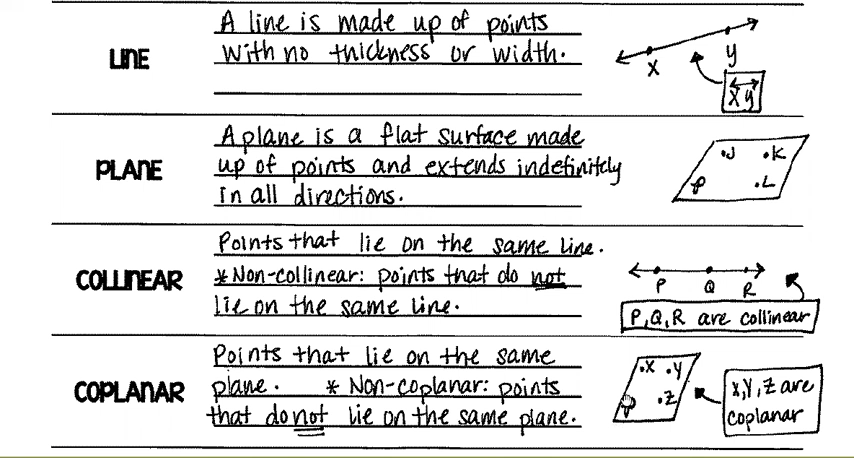 LINE
A line is made up of points
with no thickness or width.
X
Y
XY
PLANE
A plane is a flat surface made
up of points and extends indefinitely
in all directions.
.J .K
P .L
COLLINEAR
Points that lie on the same line.
* Non-collinear: points that do not
lie on the same line.
P Q R
P,Q,R are collinear
COPLANAR
Points that lie on the same
plane. * Non-coplanar: points
that do not lie on the same plane.
.X .Y
P .Z
X,Y,Z are
coplanar